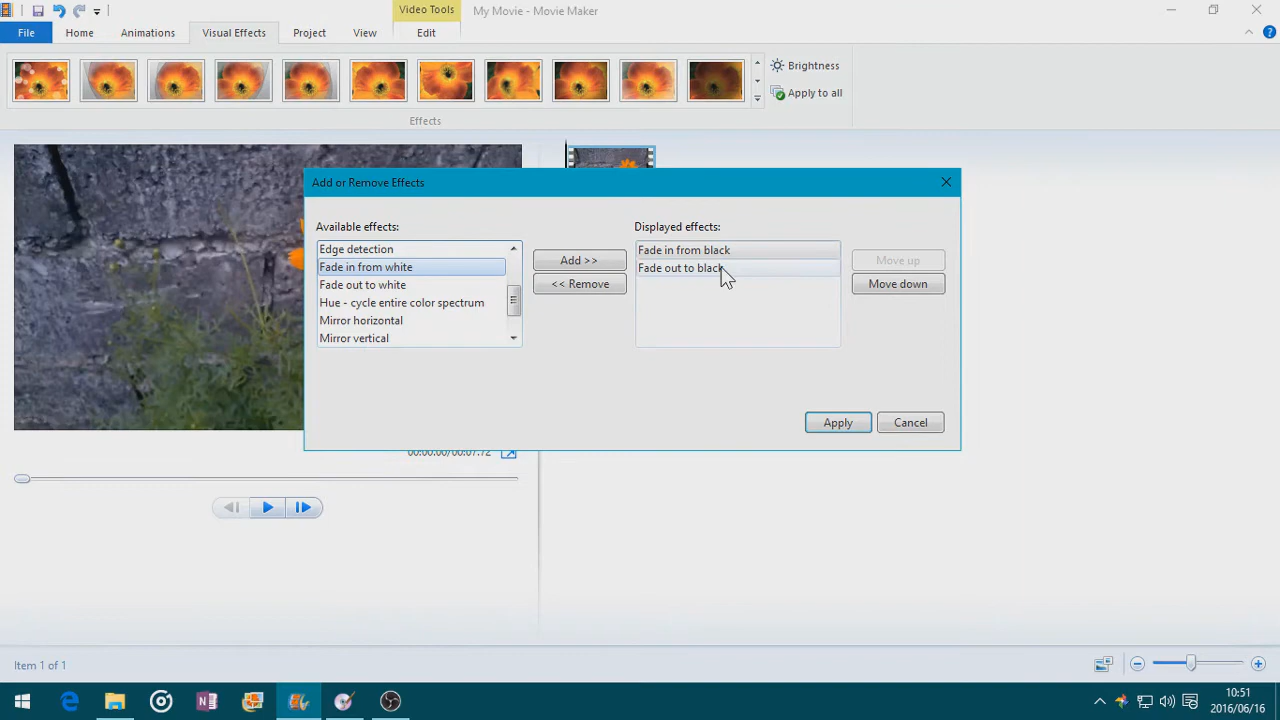 Video Tools
My Movie - Movie Maker
File
Home
Animations
Visual Effects
Project
View
Edit
Brightness
Apply to all
Effects
Add or Remove Effects
Available effects:
Displayed effects:
Edge detection
Fade in from white
Fade out to white
Hue - cycle entire color spectrum
Mirror horizontal
Mirror vertical
Add >>
<< Remove
Fade in from black
Fade out to black
Move up
Move down
Apply
Cancel
00:00.00/00:07.72
Item 1 of 1
10:51
2016/06/16